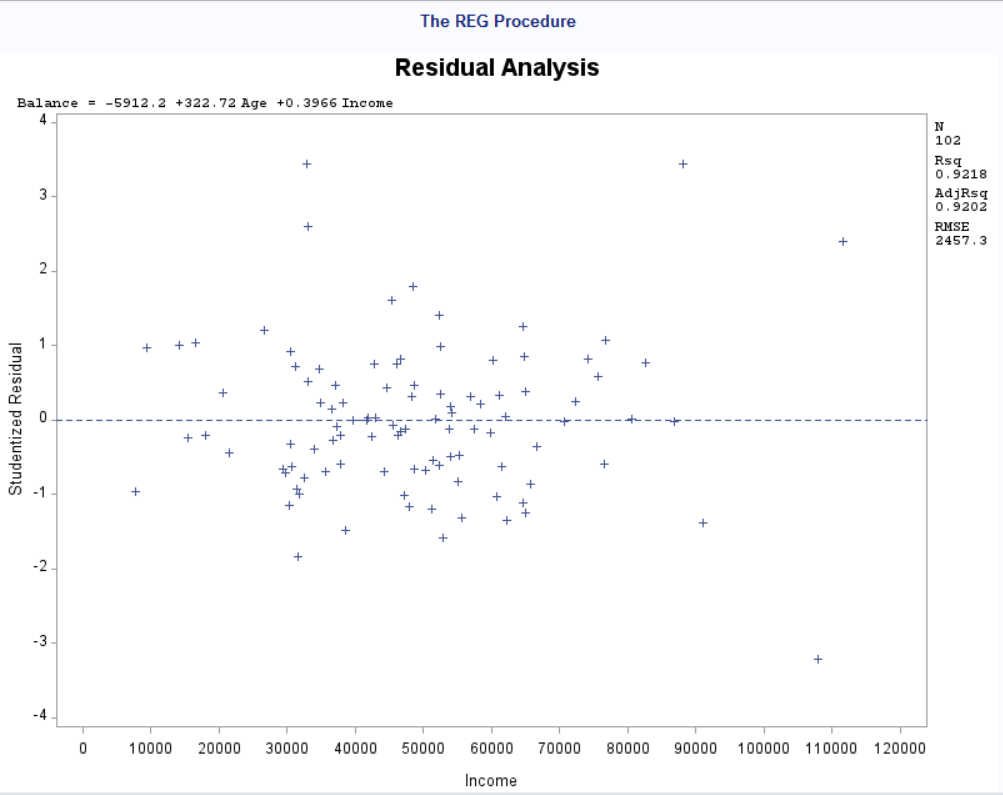 The REG Procedure
Residual Analysis
Balance = -5912.2 +322.72 Age +0.3966 Income
N
102
Rsq
0.9218
AdjRsq
0.9202
RMSE
2457.3
4
3
2
1
0
-1
-2
-3
-4
Studentized Residual
0 10000 20000 30000 40000 50000 60000 70000 80000 90000 100000 110000 120000
Income